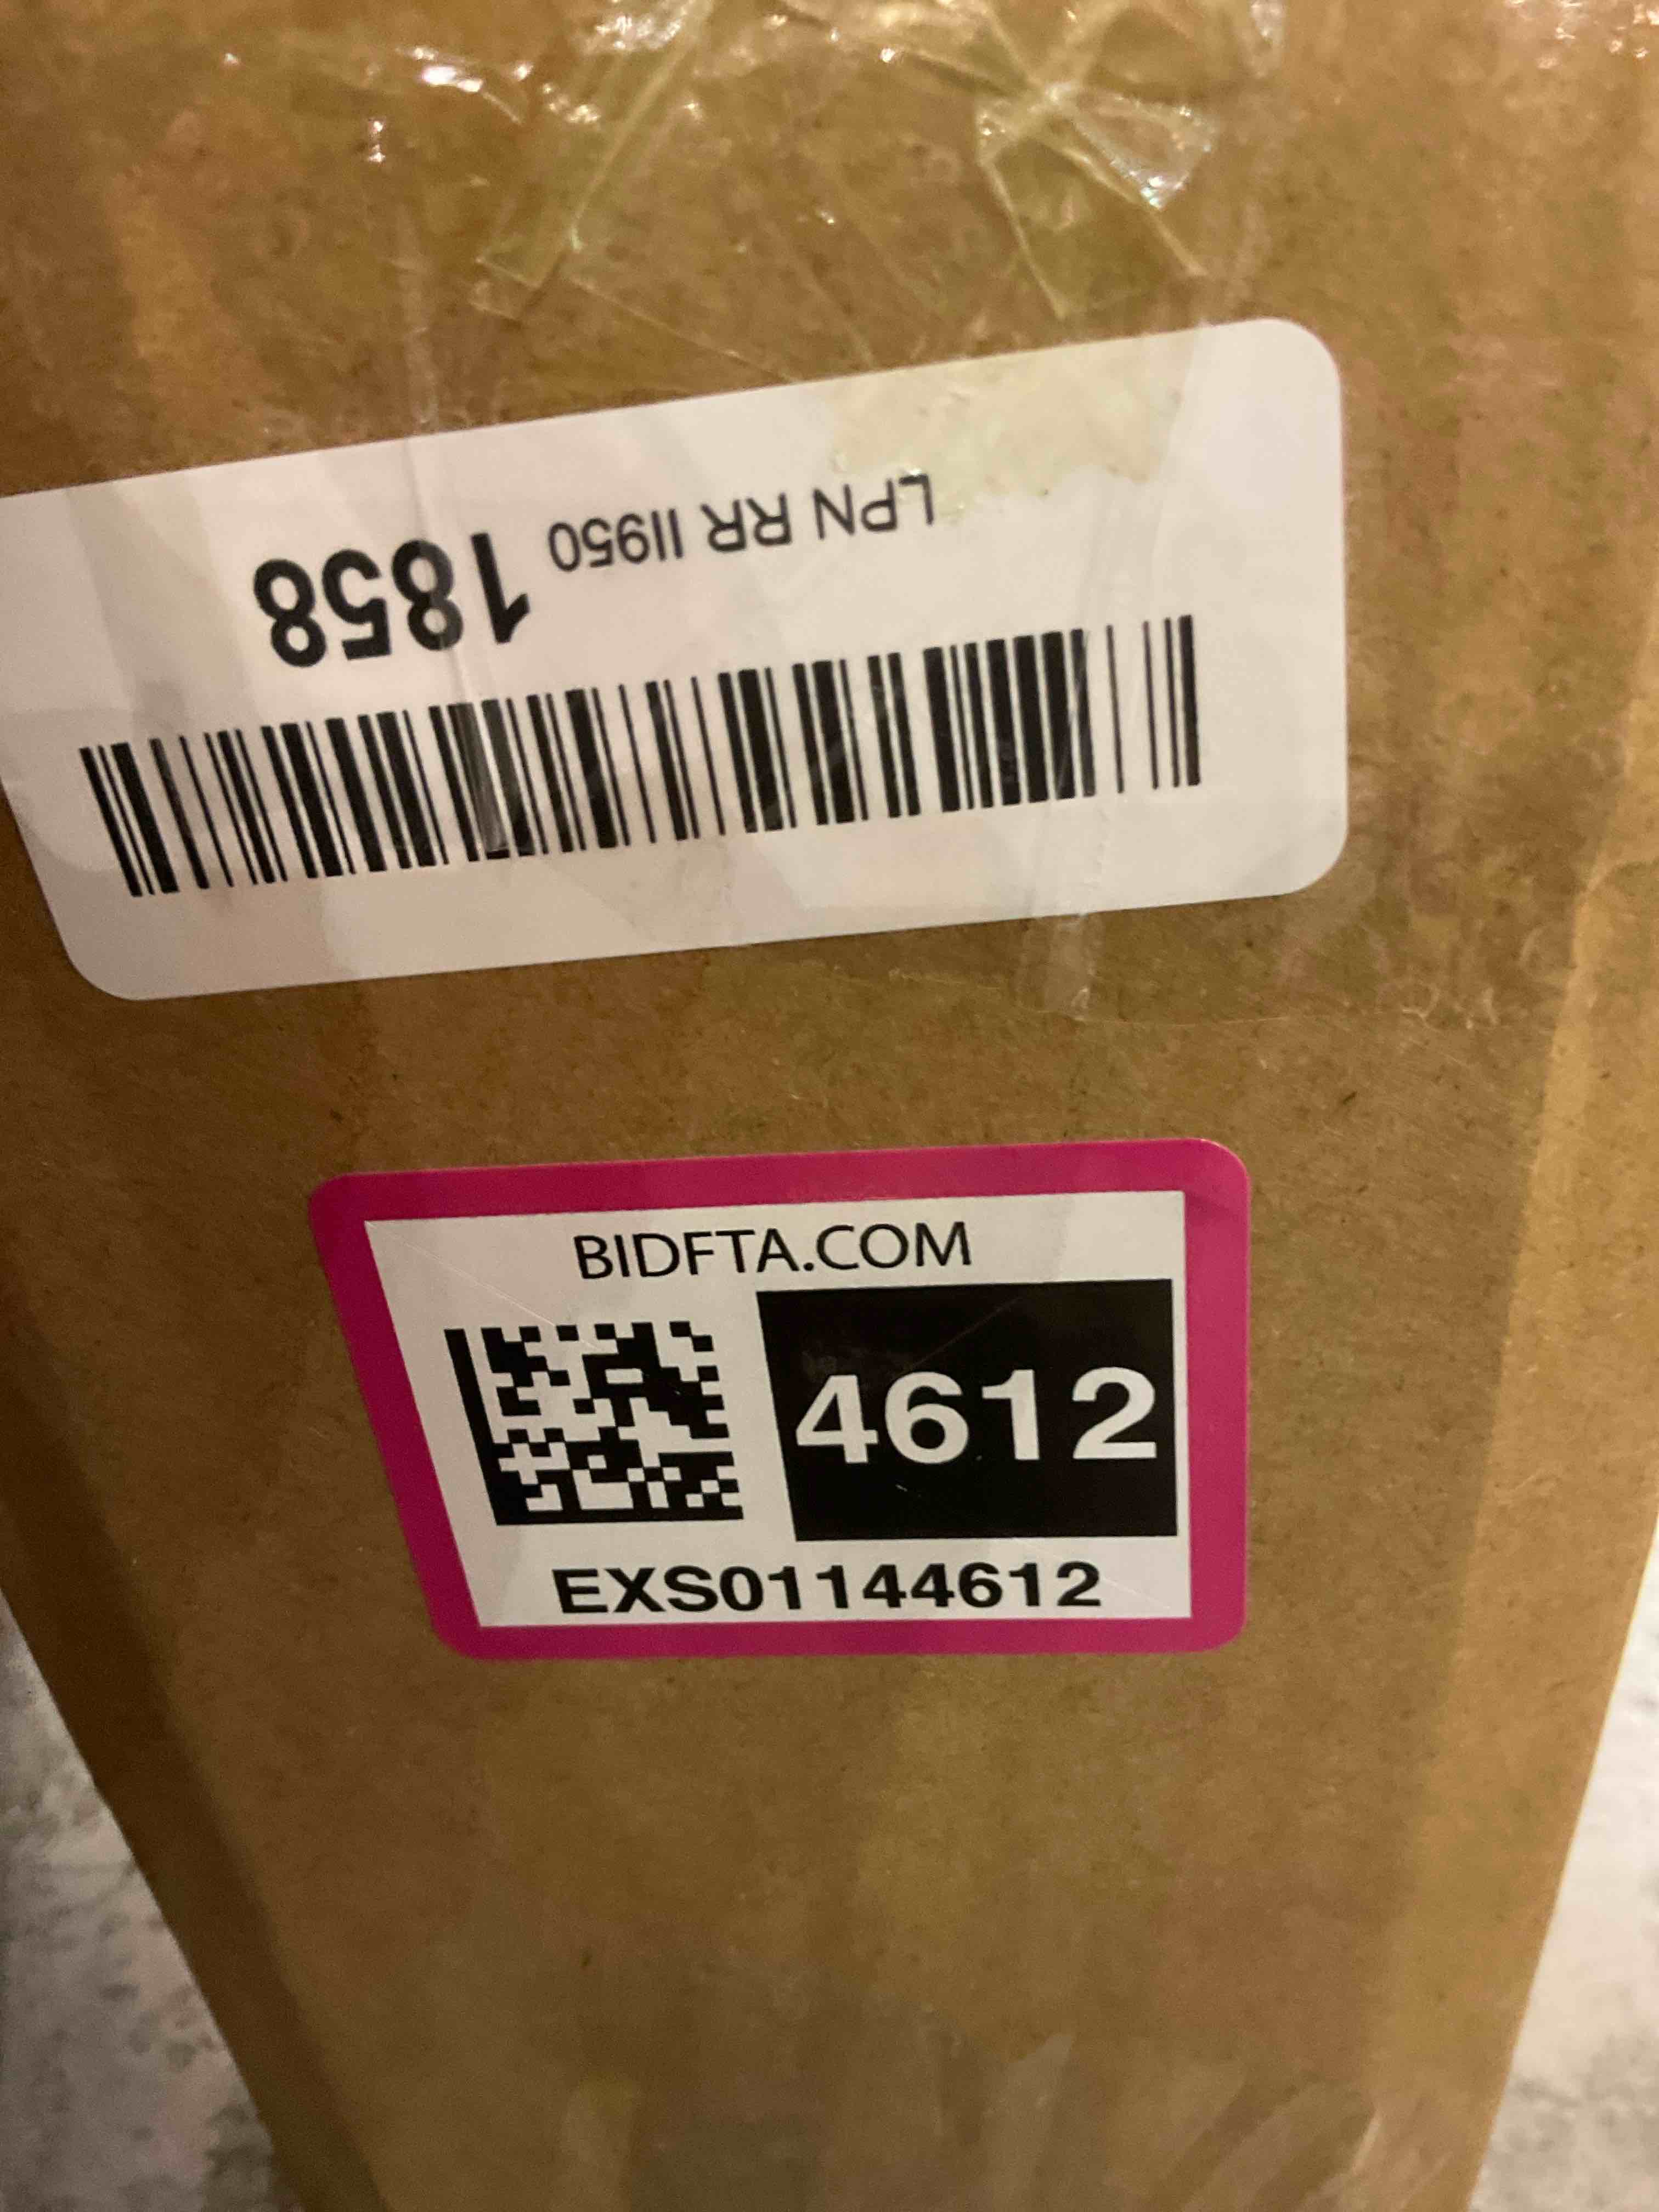 LPN RR II950 1858
BIDFTA.COM
4612
EXS01144612